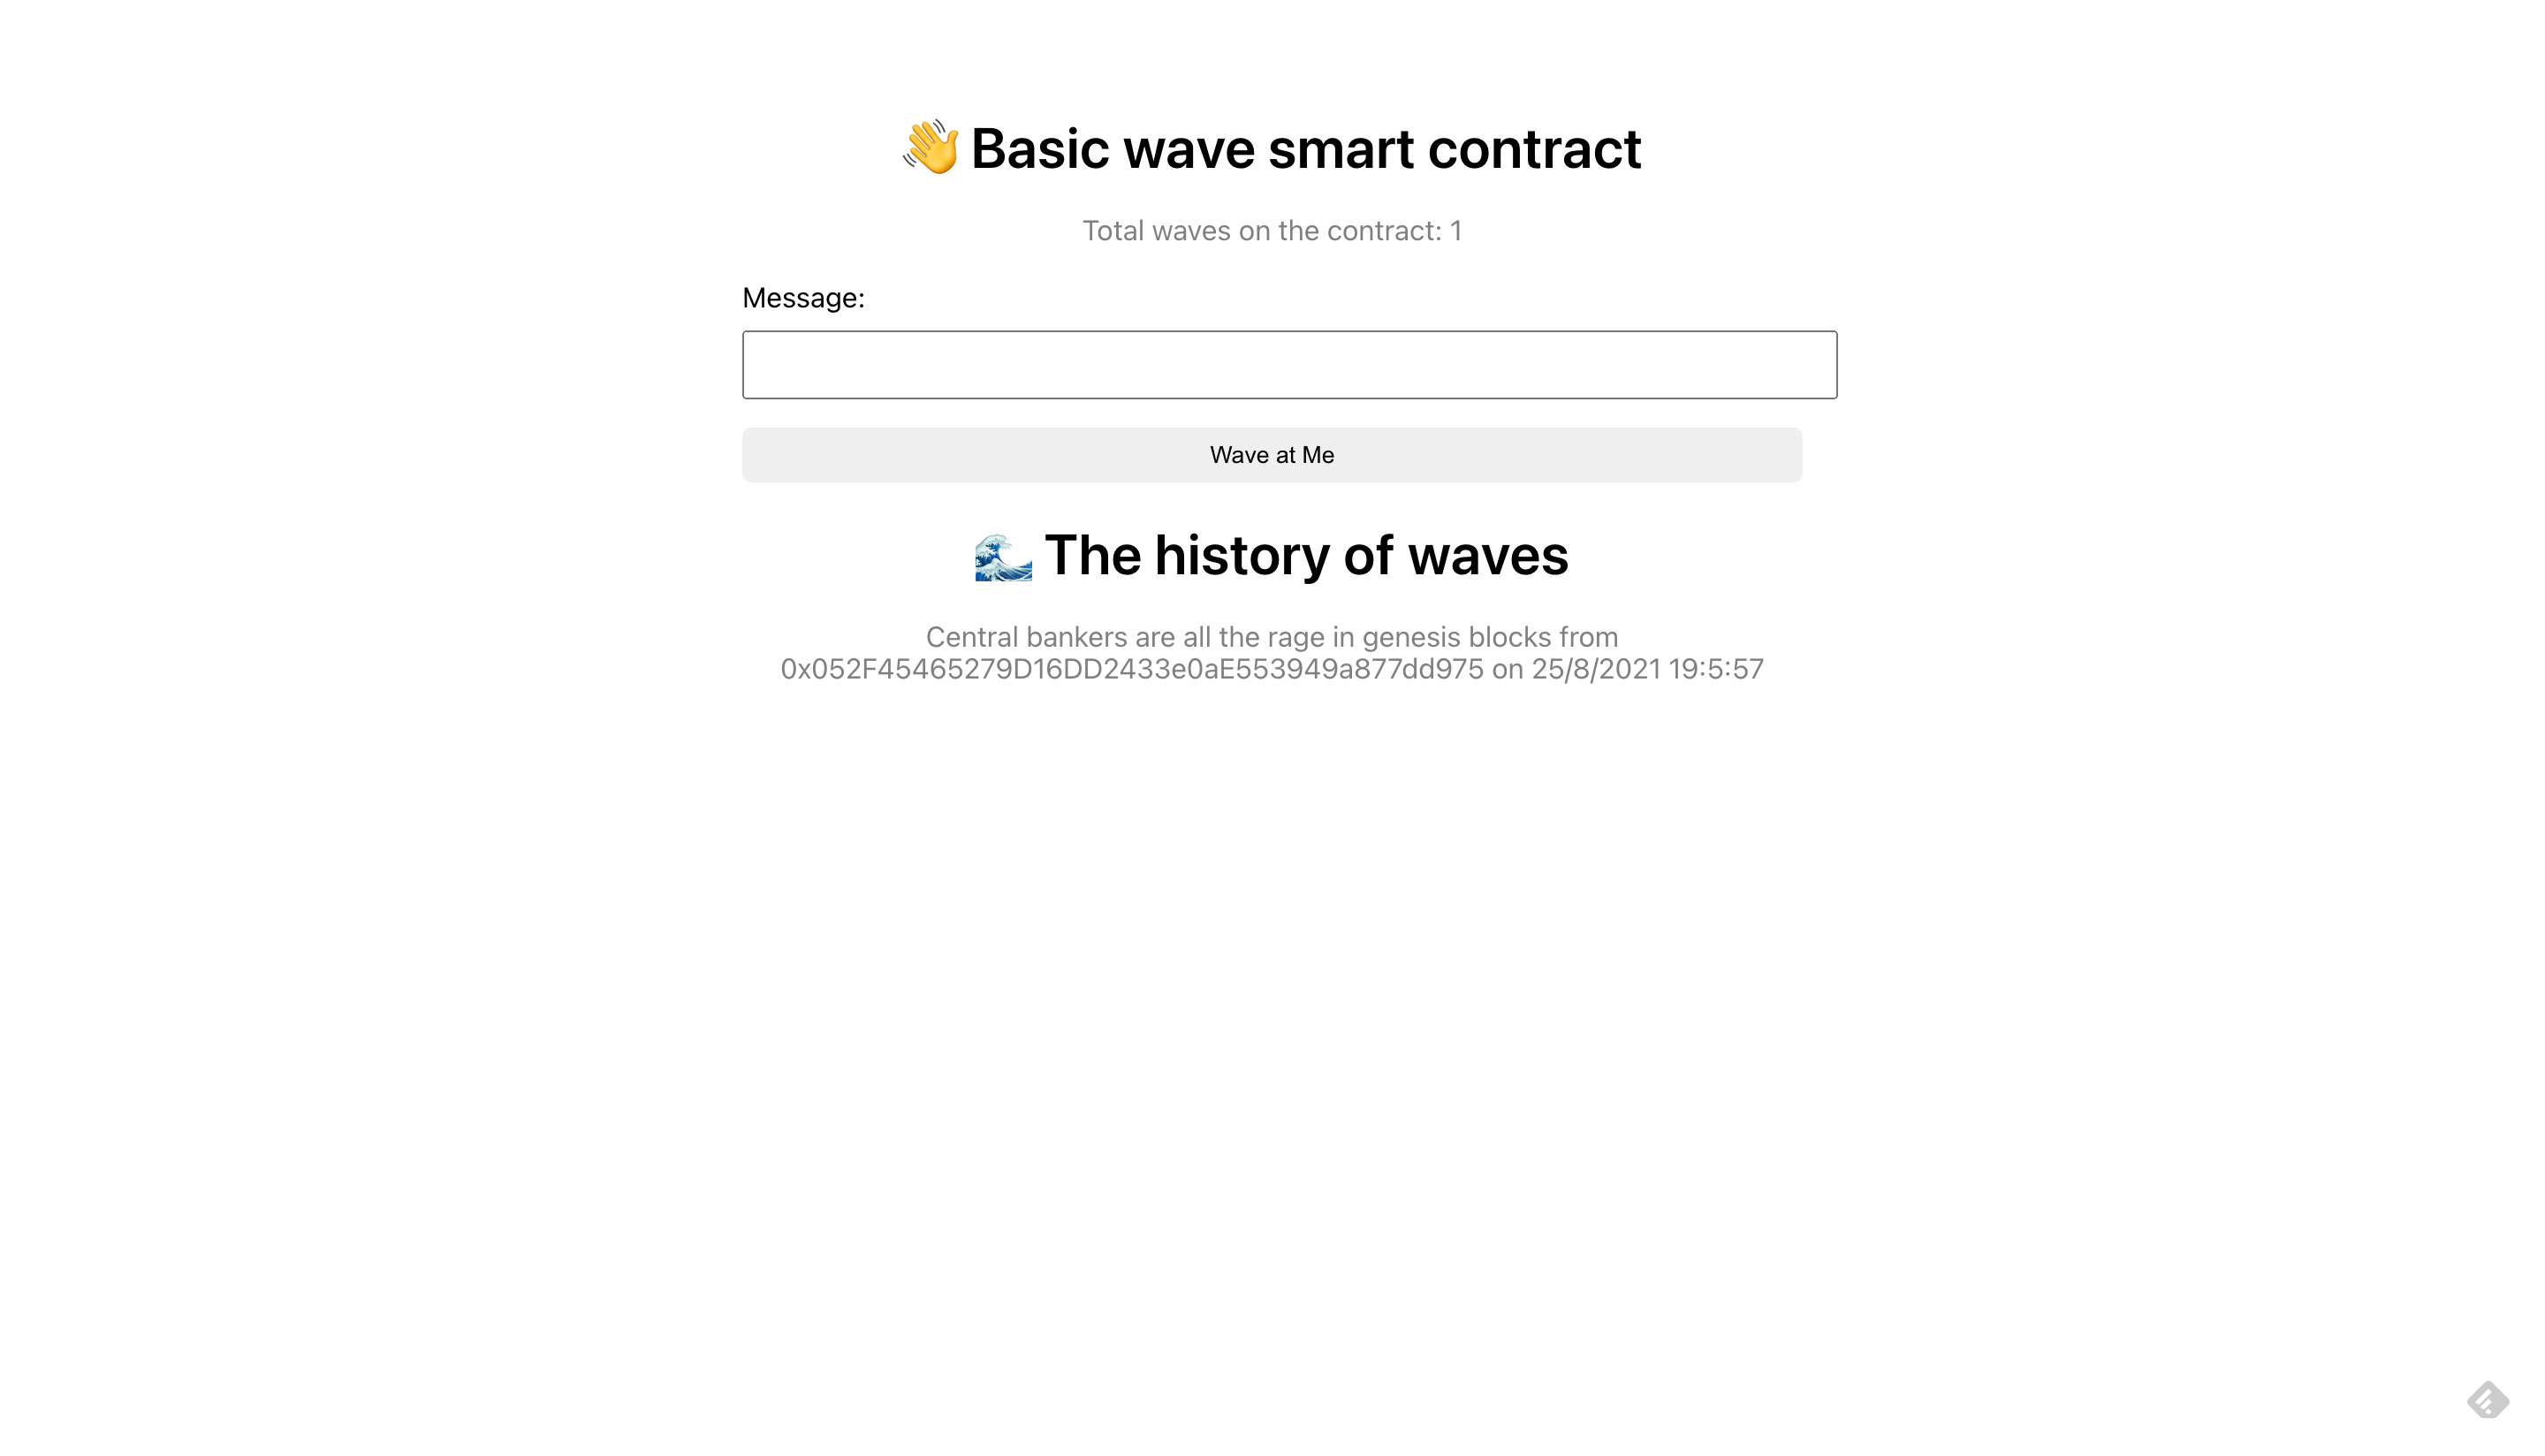 👋 Basic wave smart contract
Total waves on the contract: 1
Message:
Wave at Me
🌊 The history of waves
Central bankers are all the rage in genesis blocks from
0x052F45465279D16DD2433e0aE553949a877dd975 on 25/8/2021 19:5:57